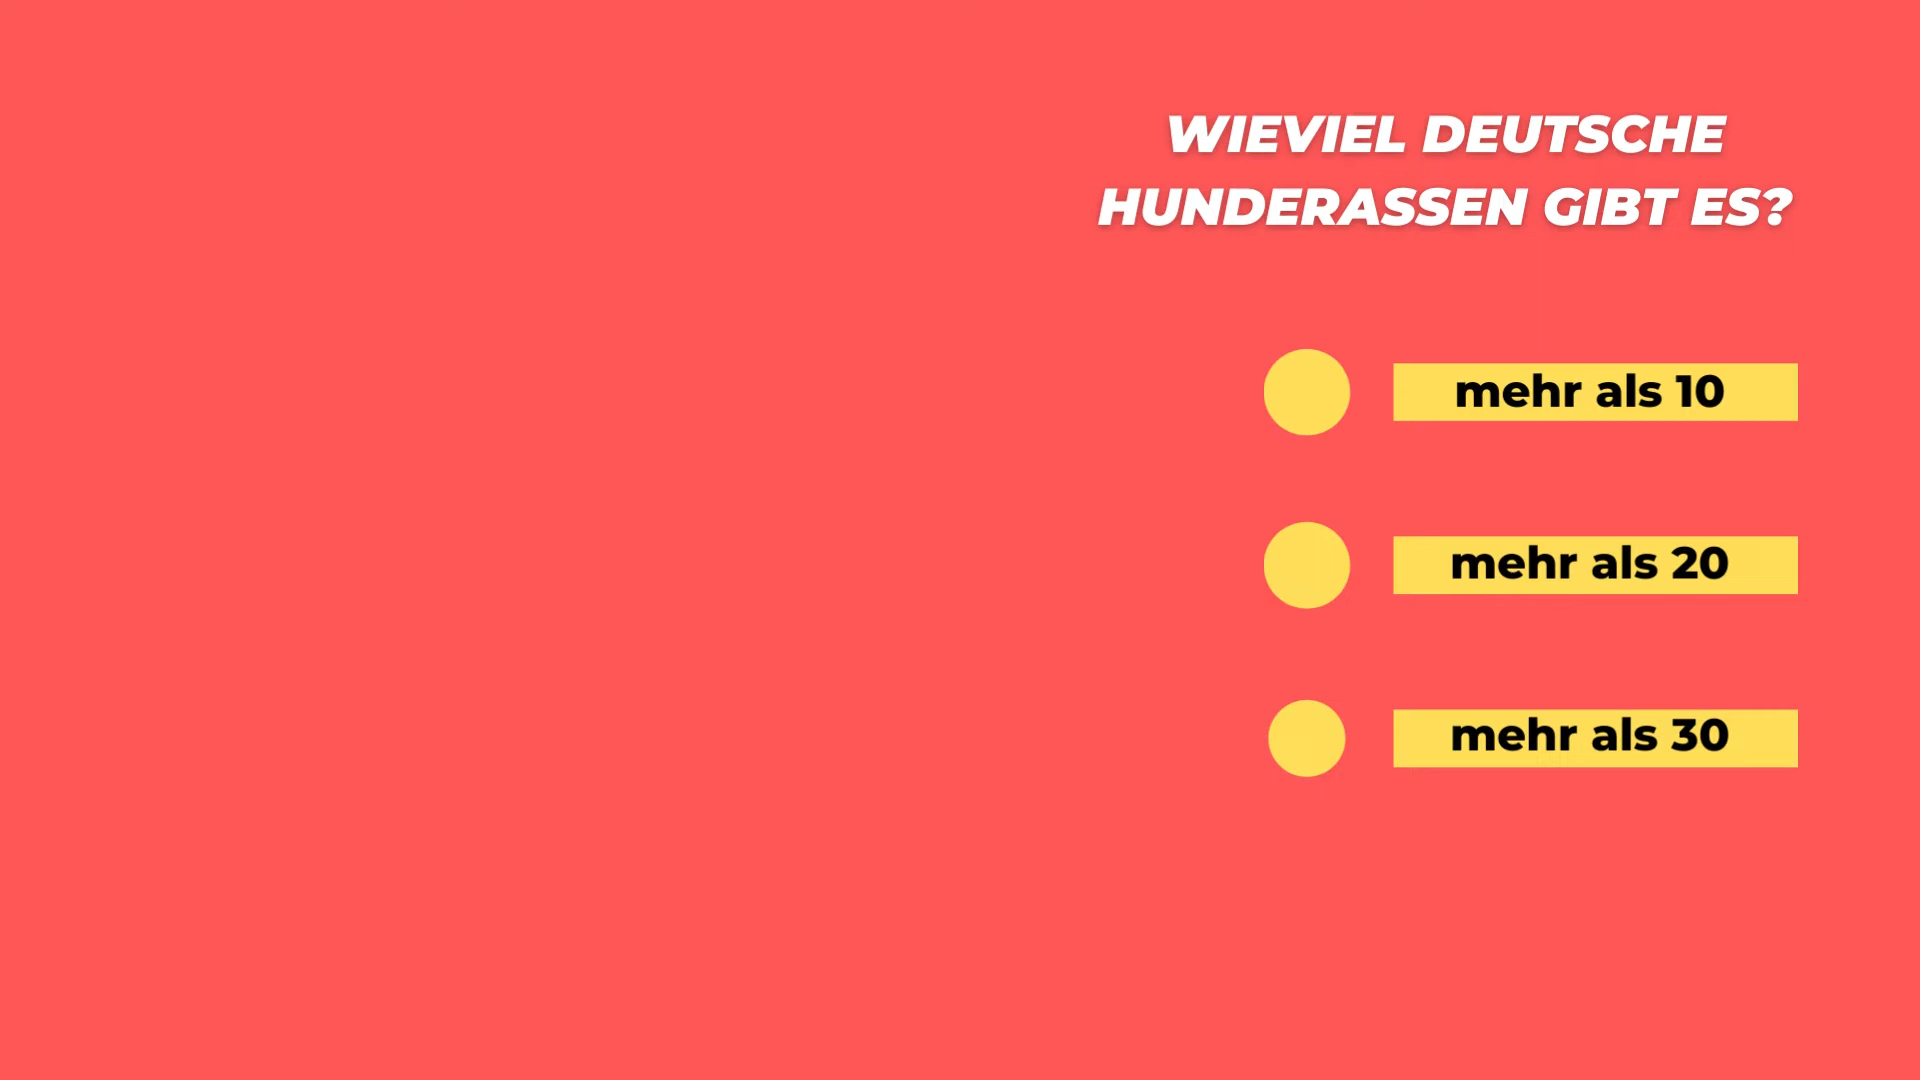 WIEVIEL DEUTSCHE
HUNDERASSEN GIBT ES?
mehr als 10
mehr als 20
mehr als 30